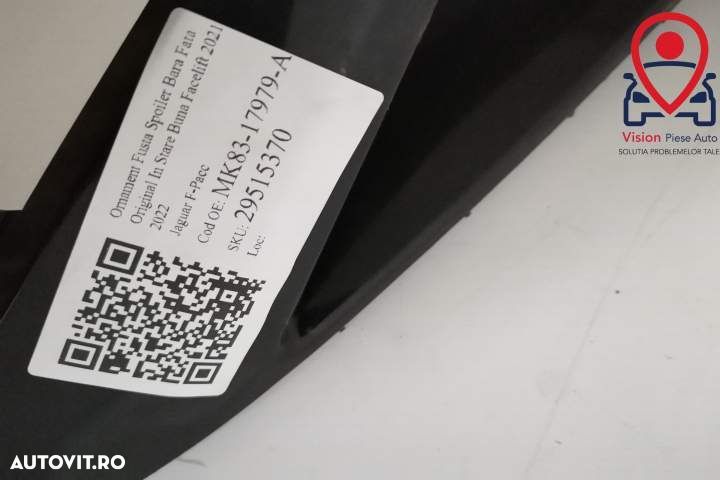 Ornament Fusta Spoiler Bara Fata
Original In Stare Buna Facelift 2021
2022
Jaguar F-Pace
Cod OE: MK83-17979-A
SKU: 29515370
Loc:
Vision Piese Auto
SOLUTIA PROBLEMELOR TALE
AUTOVIT.RO